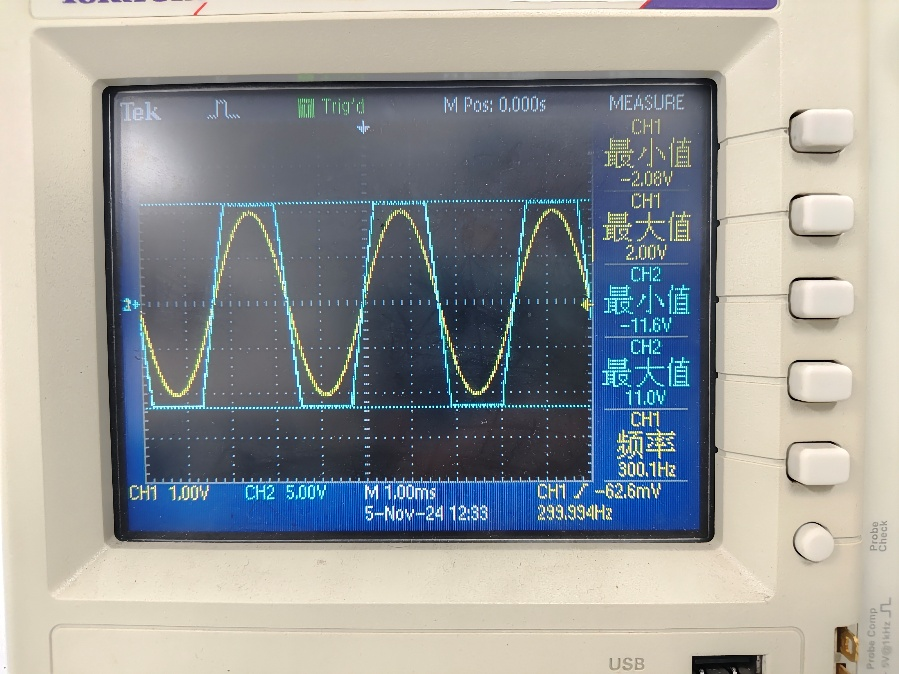 Tek
Trig'd
M Pos: 0.000s
MEASURE
CH1
最小值
-2.08V
CH1
最大值
2.00V
CH2
最小值
-11.6V
CH2
最大值
11.0V
CH1
频率
300.1Hz
2
CH1 1.00V
CH2 5.00V
M 1.00ms
CH1
-62.6mV
5-Nov-24 12:33
299.994Hz
Probe
Check
Probe Comp
5V@1kHz
USB